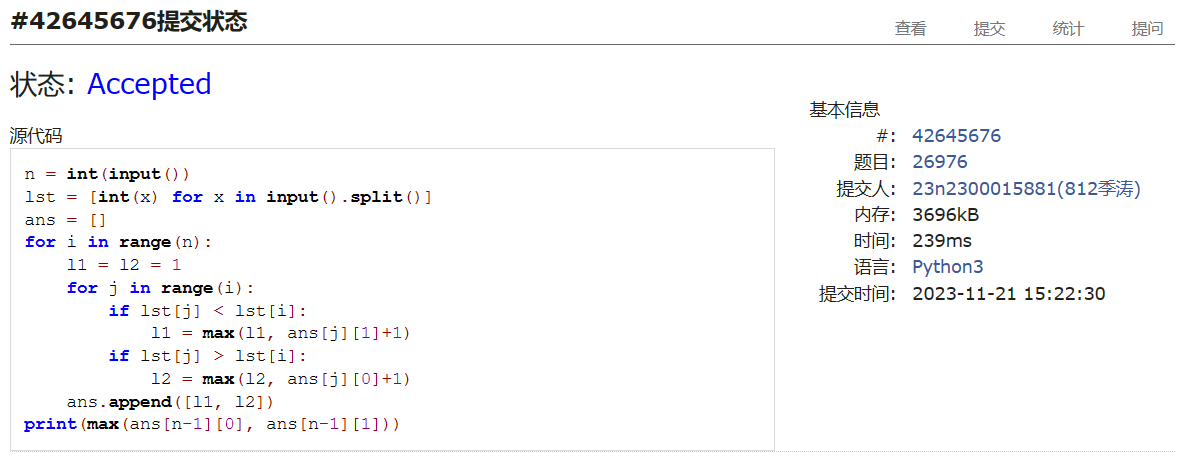 #42645676提交状态
查看 提交 统计 提问
状态: Accepted
源代码
n = int(input())
lst = [int(x) for x in input().split()]
ans = []
for i in range(n):
    l1 = l2 = 1
    for j in range(i):
        if lst[j] < lst[i]:
            l1 = max(l1, ans[j][1]+1)
        if lst[j] > lst[i]:
            l2 = max(l2, ans[j][0]+1)
    ans.append([l1, l2])
print(max(ans[n-1][0], ans[n-1][1]))
基本信息
#: 42645676
题目: 26976
提交人: 23n2300015881(812季涛)
内存: 3696kB
时间: 239ms
语言: Python3
提交时间: 2023-11-21 15:22:30